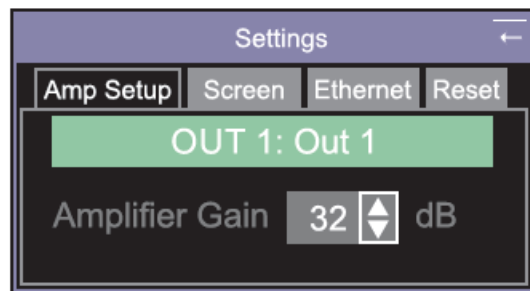 Settings ←
Amp Setup Screen Ethernet Reset
OUT 1: Out 1
Amplifier Gain 32 dB